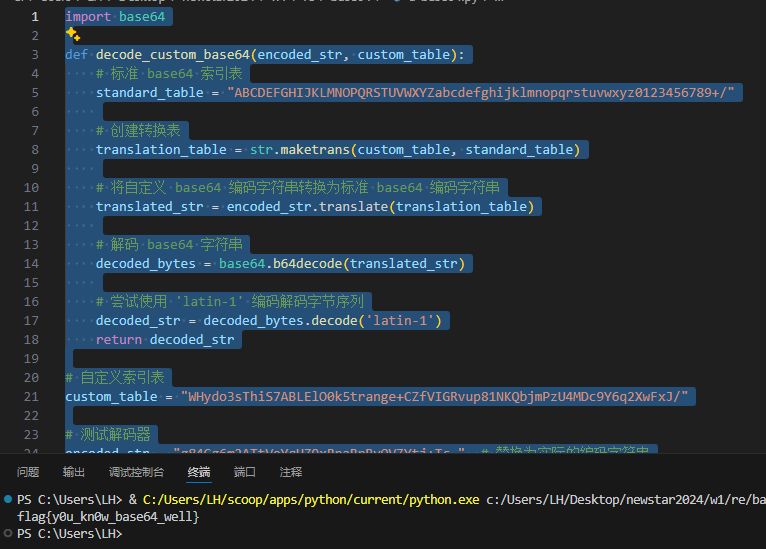 1 import base64
2
3 def decode_custom_base64(encoded_str, custom_table):
4 # 标准 base64 索引表
5 standard_table = "ABCDEFGHIJKLMNOPQRSTUVWXYZabcdefghijklmnopqrstuvwxyz0123456789+/"
6
7 # 创建转换表
8 translation_table = str.maketrans(custom_table, standard_table)
9
10 # 将自定义 base64 编码字符串转换为标准 base64 编码字符串
11 translated_str = encoded_str.translate(translation_table)
12
13 # 解码 base64 字符串
14 decoded_bytes = base64.b64decode(translated_str)
15
16 # 尝试使用 'latin-1' 编码解码字节序列
17 decoded_str = decoded_bytes.decode('latin-1')
18 return decoded_str
19
20 # 自定义索引表
21 custom_table = "WHydo3sThiS7ABLElO0k5trange+CZfVIGRvup81NKQbjmPzU4MDc9Y6q2XwFxJ/"
22
23 # 测试解码器
问题 输出 调试控制台 终端 端口 注释
PS C:\Users\LH> & C:/Users/LH/scoop/apps/python/current/python.exe c:/Users/LH/Desktop/newstar2024/w1/re/ba
flag{y0u_kn0w_base64_well}
PS C:\Users\LH>